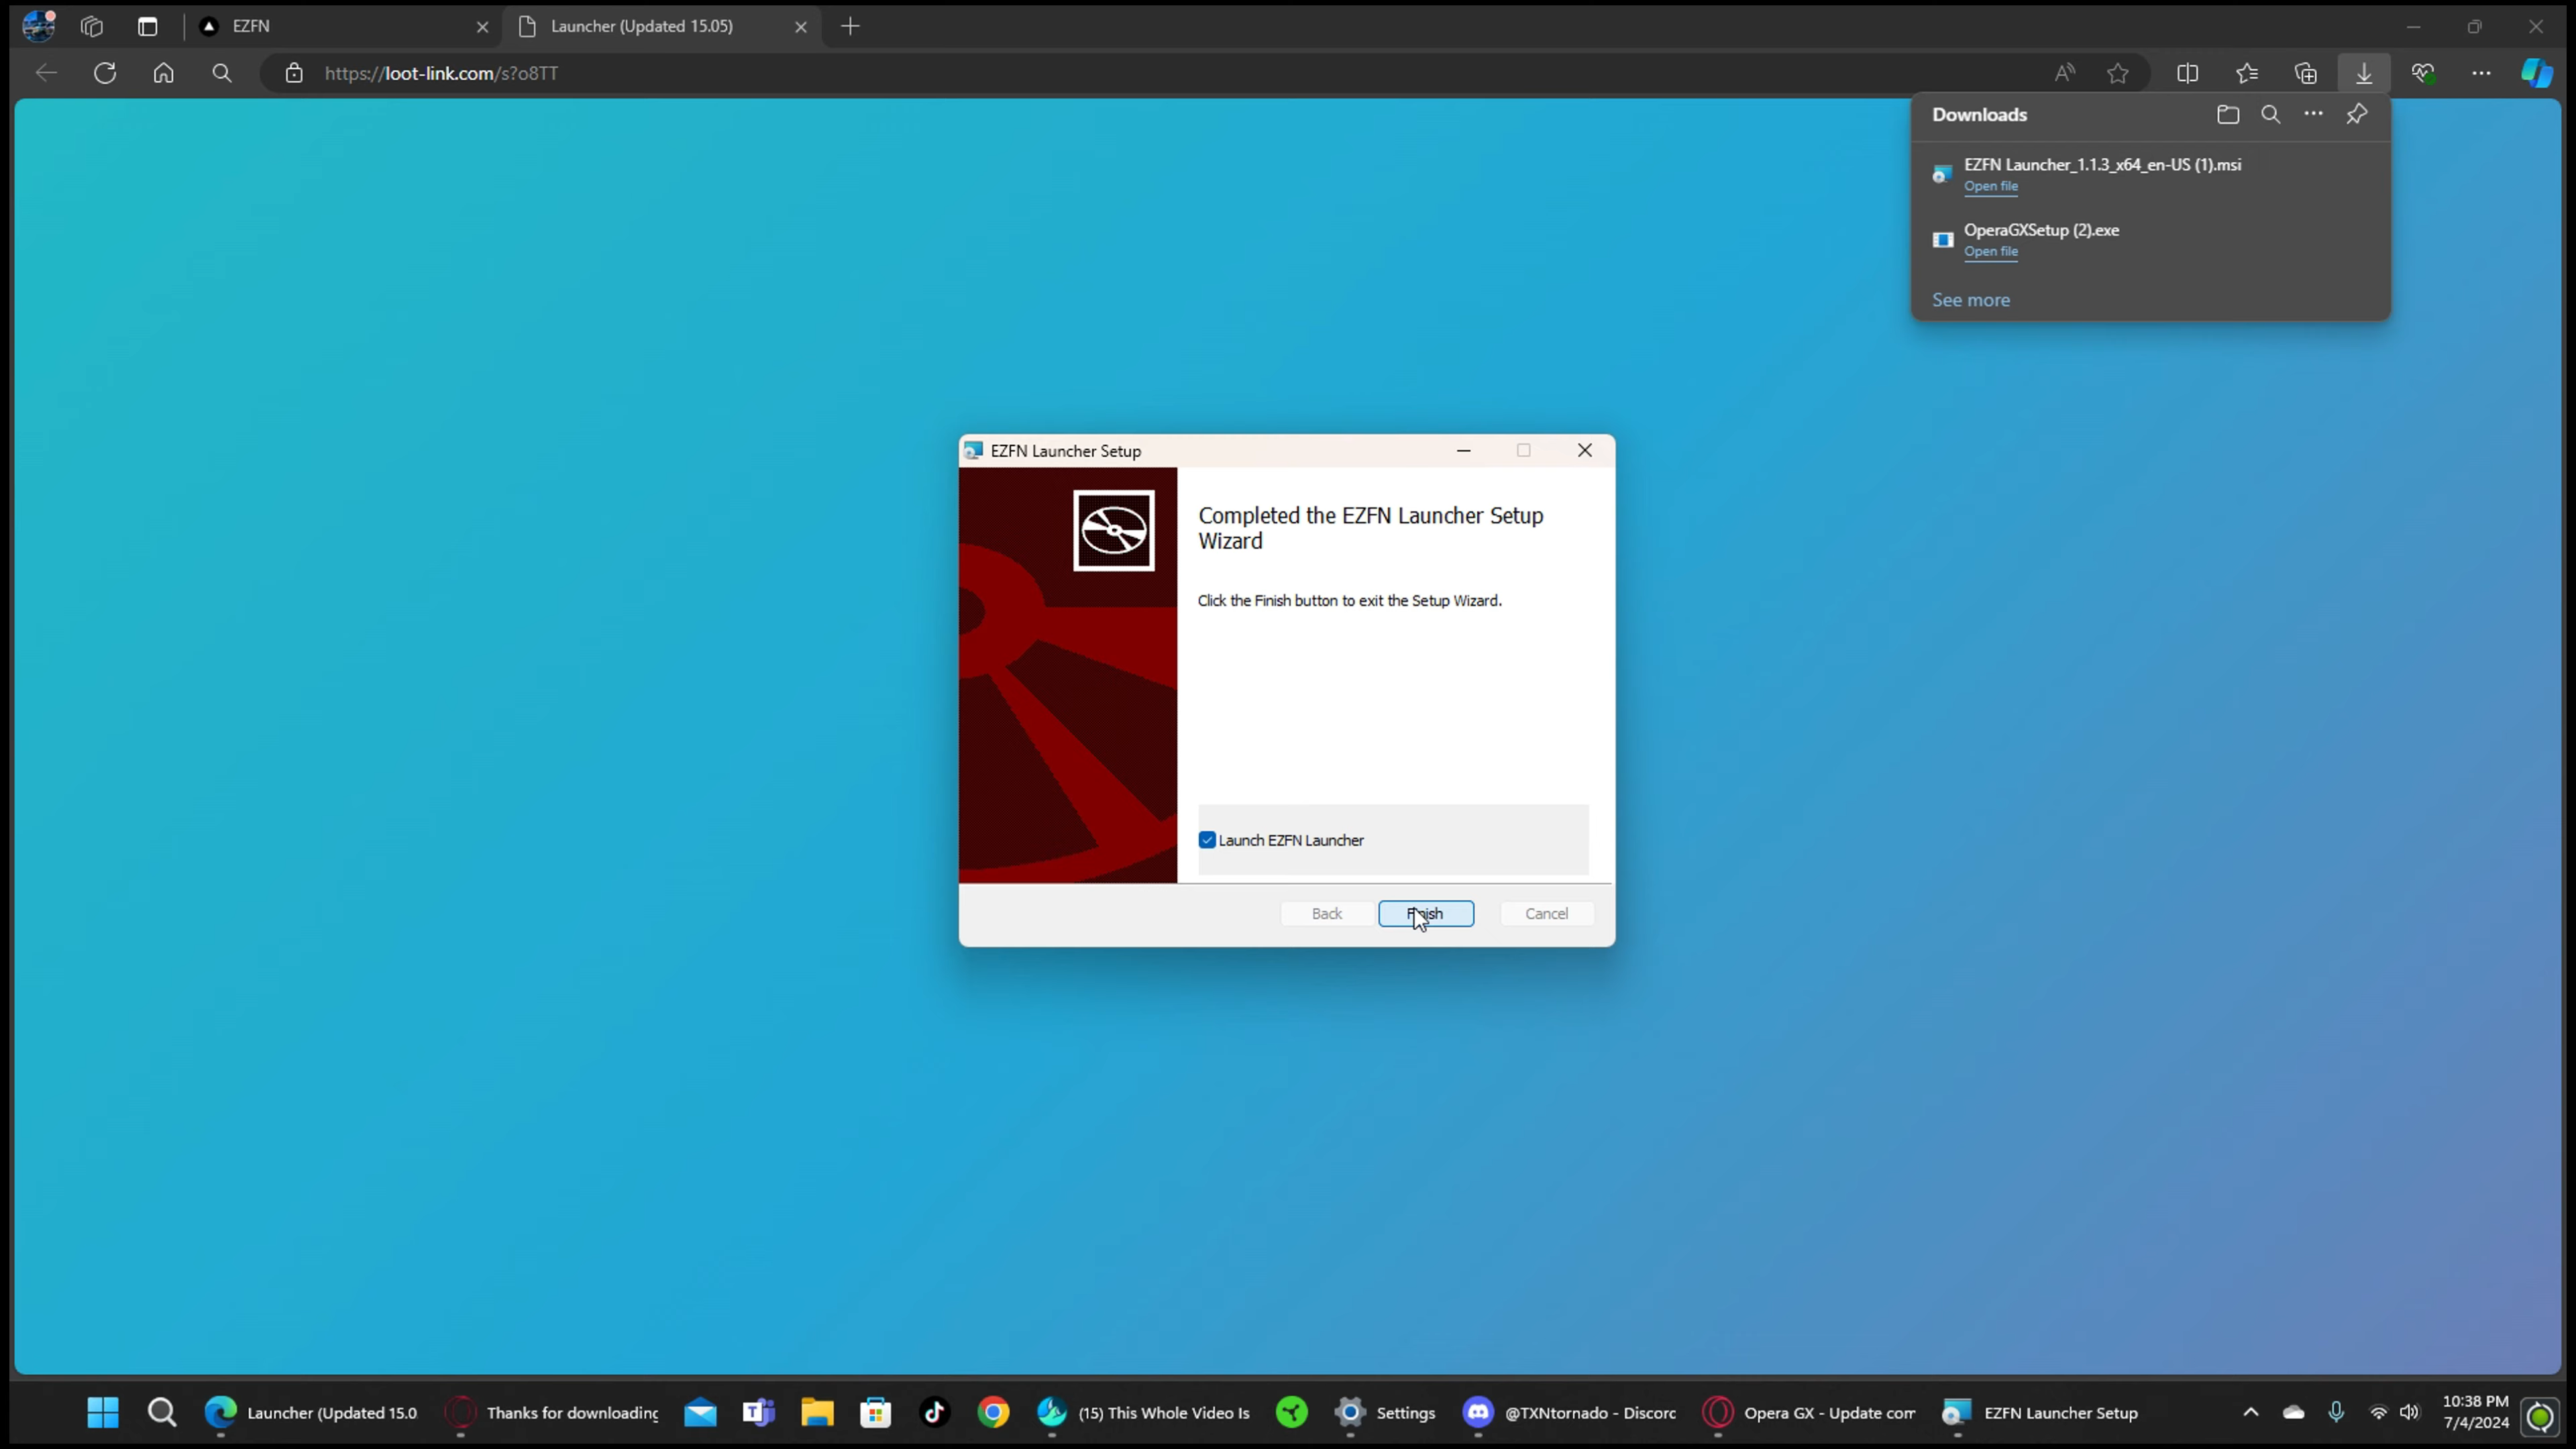 EZFN
Launcher (Updated 15.05)
https://loot-link.com/s?o8TT
Downloads
EZFN Launcher_1.1.3_x64_en-US (1).msi
Open file
OperaGXSetup (2).exe
Open file
See more
EZFN Launcher Setup
Completed the EZFN Launcher Setup
Wizard
Click the Finish button to exit the Setup Wizard.
Launch EZFN Launcher
Back
Finish
Cancel
Launcher (Updated 15.0
Thanks for downloading
(15) This Whole Video Is
Settings
@TXNtornado - Discorc
Opera GX - Update com
EZFN Launcher Setup
10:38 PM
7/4/2024